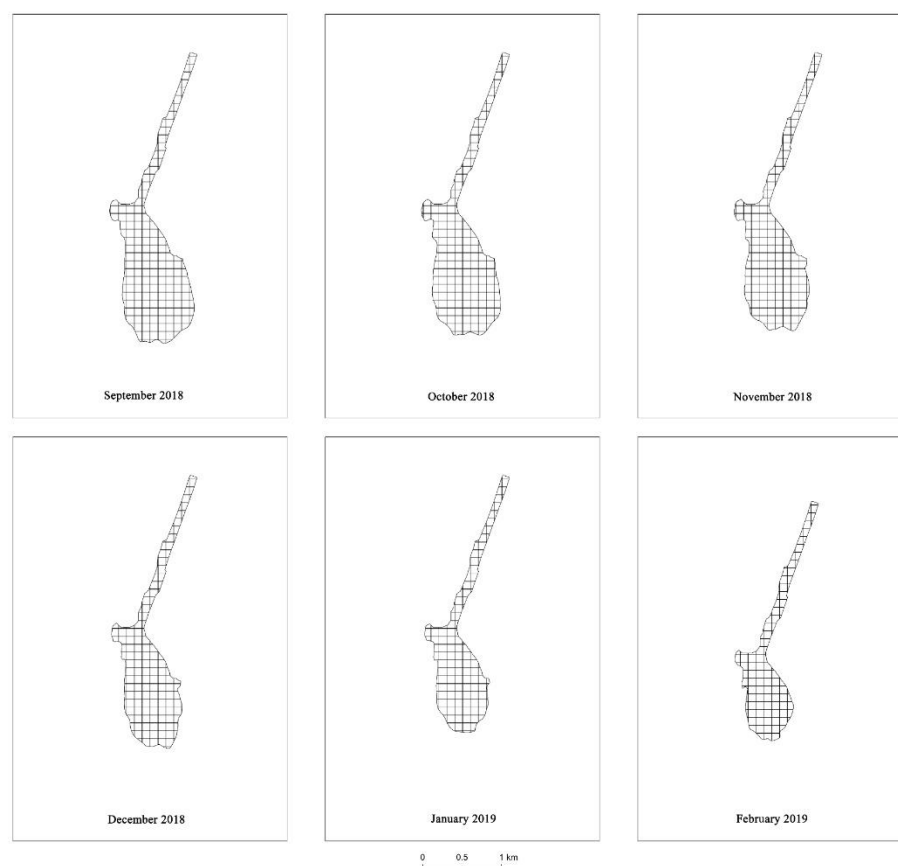 September 2018
October 2018
November 2018
December 2018
January 2019
February 2019
0 0.5 1 km